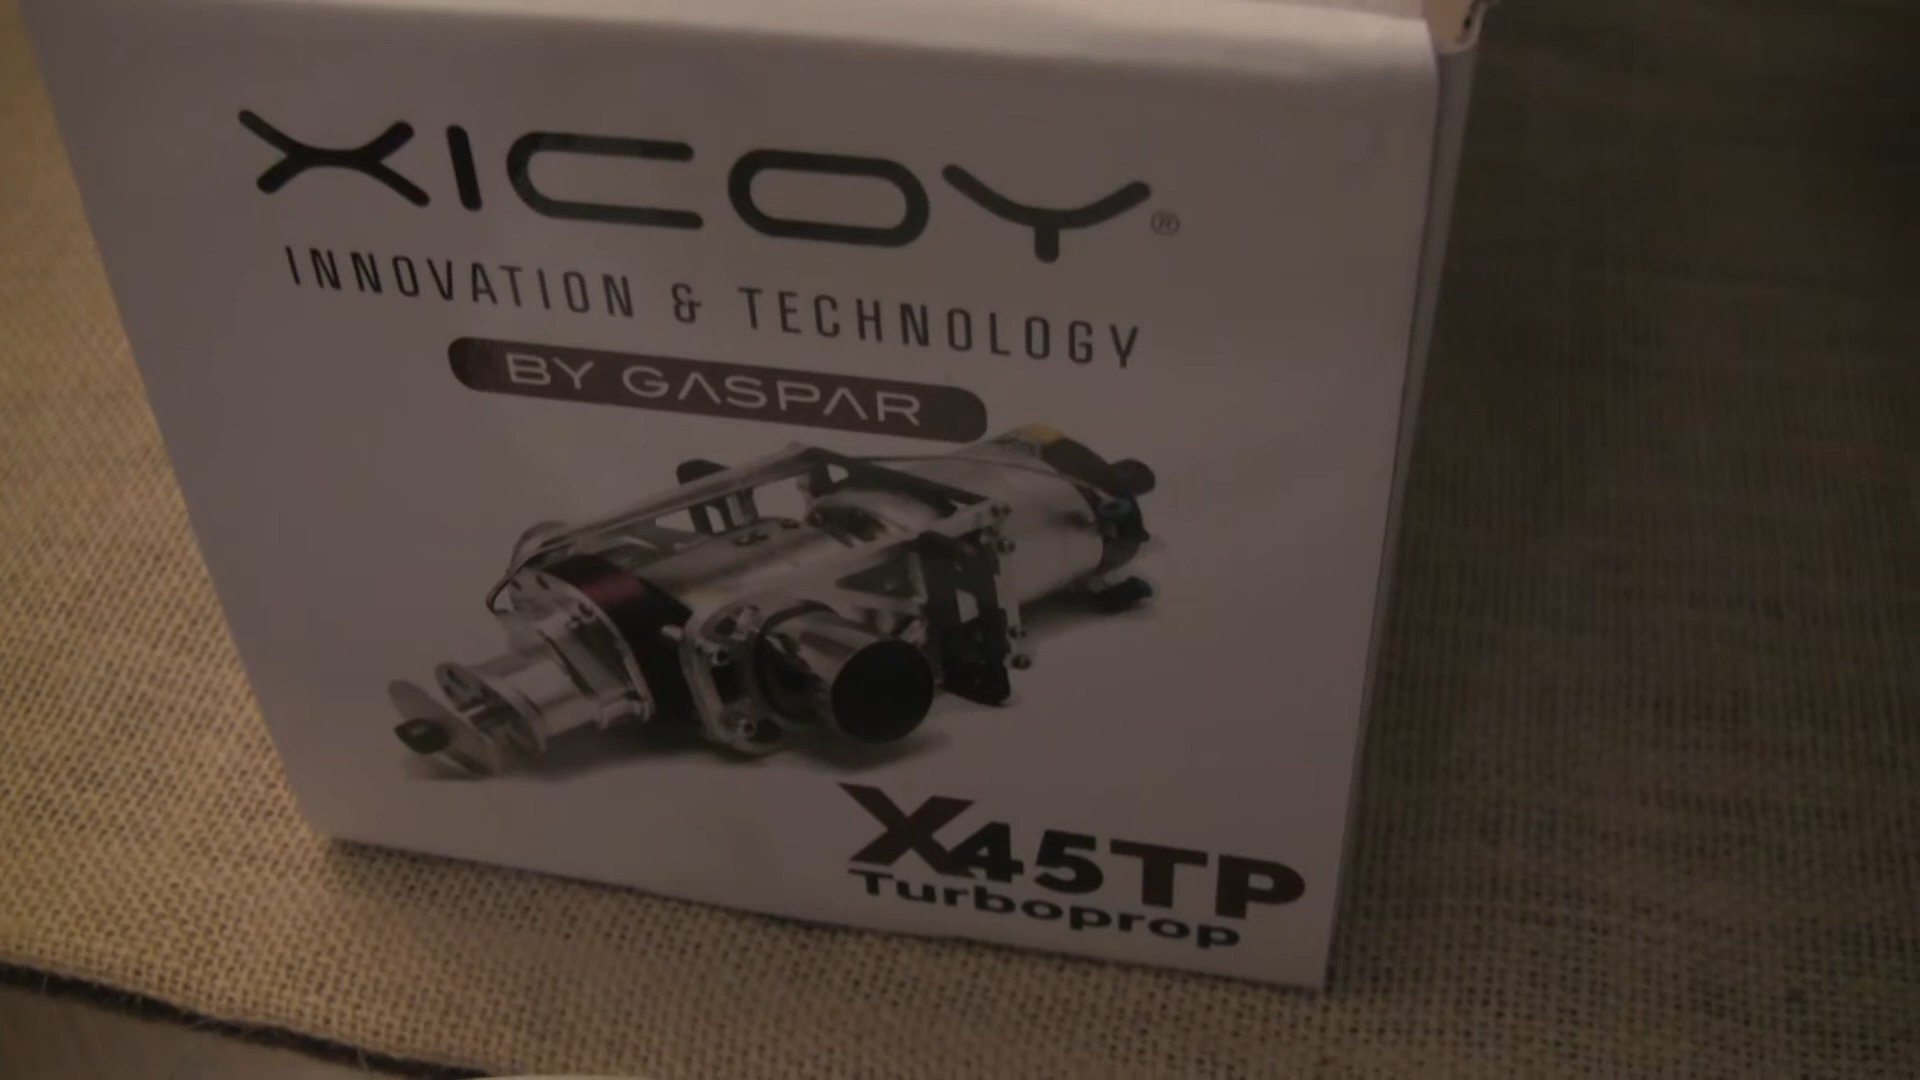 XICOY®
INNOVATION & TECHNOLOGY
BY GASPAR
X45TP
Turboprop